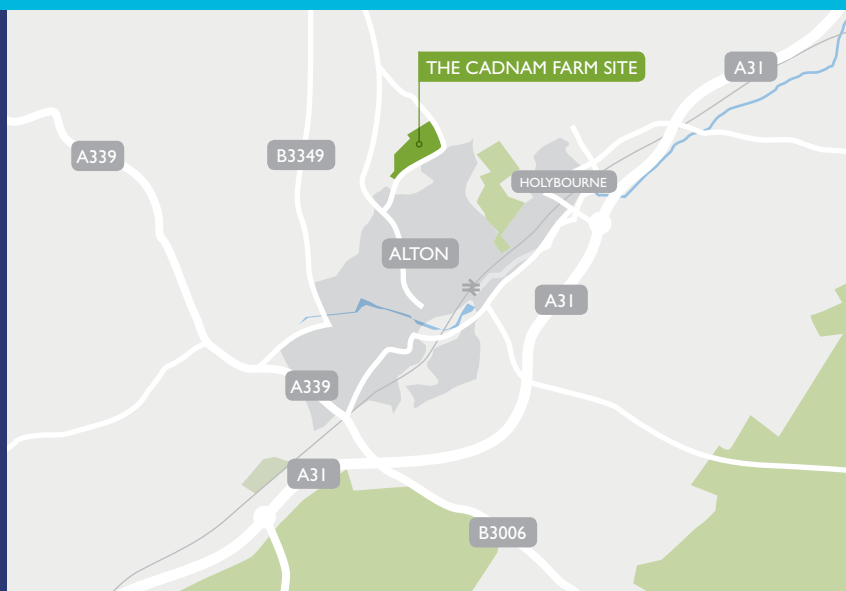 THE CADNAM FARM SITE
A31
A339
B3349
HOLYBOURNE
ALTON
A31
A339
A31
B3006